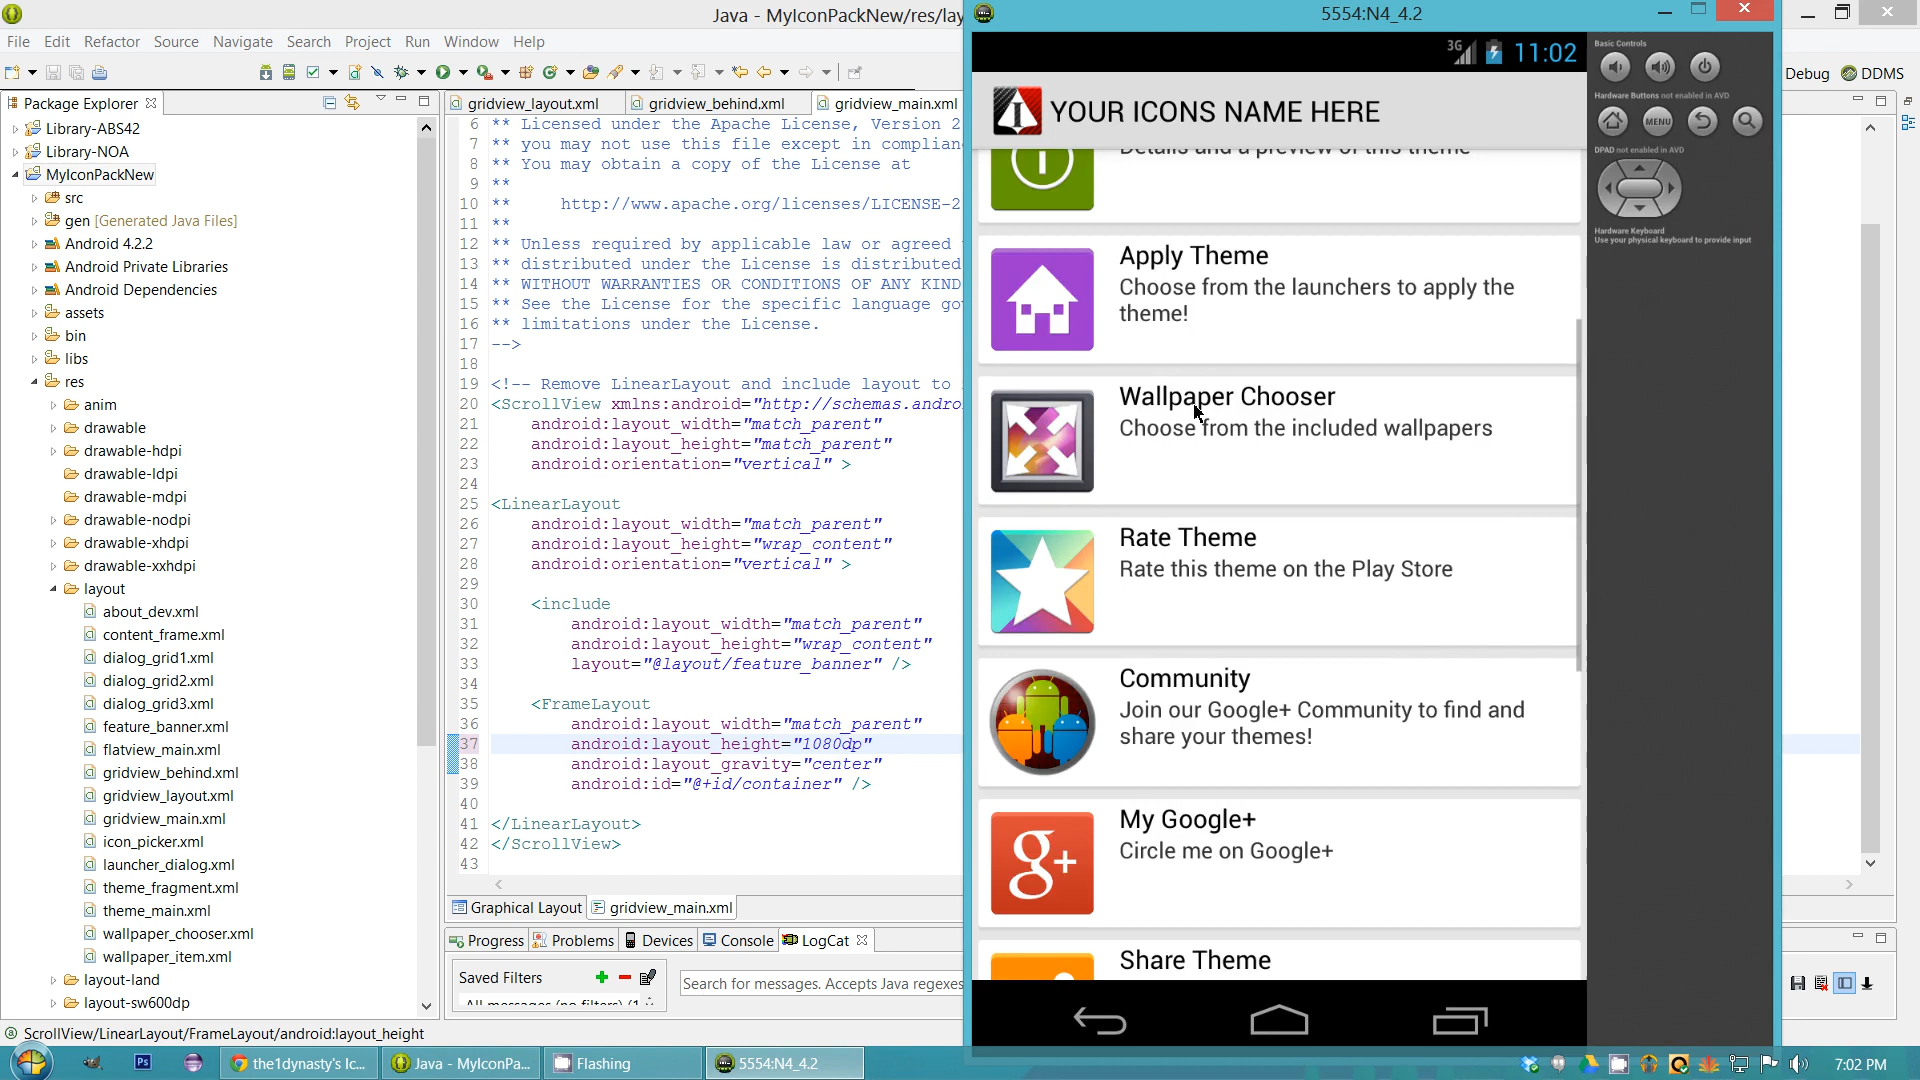 Java - MyIconPackNew/res/lay
5554:N4_4.2
File Edit Refactor Source Navigate Search Project Run Window Help
3G 11:02
Basic Controls
Hardware Buttons not enabled in AVD
MENU
DPAD not enabled in AVD
Hardware Keyboard
Use your physical keyboard to provide input
Debug DDMS
Package Explorer
gridview_layout.xml gridview_behind.xml gridview_main.xml
Library-ABS42
Library-NOA
MyIconPackNew
src
gen [Generated Java Files]
Android 4.2.2
Android Private Libraries
Android Dependencies
assets
bin
libs
res
anim
drawable
drawable-hdpi
drawable-ldpi
drawable-mdpi
drawable-nodpi
drawable-xhdpi
drawable-xxhdpi
layout
about_dev.xml
content_frame.xml
dialog_grid1.xml
dialog_grid2.xml
dialog_grid3.xml
feature_banner.xml
flatview_main.xml
gridview_behind.xml
gridview_layout.xml
gridview_main.xml
icon_picker.xml
launcher_dialog.xml
theme_fragment.xml
theme_main.xml
wallpaper_chooser.xml
wallpaper_item.xml
layout-land
layout-sw600dp
6 ** Licensed under the Apache License, Version 2
7 ** you may not use this file except in complian
8 ** You may obtain a copy of the License at
9 **
10 ** http://www.apache.org/licenses/LICENSE-2
11 **
12 ** Unless required by applicable law or agreed
13 ** distributed under the License is distributed
14 ** WITHOUT WARRANTIES OR CONDITIONS OF ANY KIND
15 ** See the License for the specific language go
16 ** limitations under the License.
17 -->
18
19 <!-- Remove LinearLayout and include layout to
20 <ScrollView xmlns:android="http://schemas.andro
21 android:layout_width="match_parent"
22 android:layout_height="match_parent"
23 android:orientation="vertical" >
24
25 <LinearLayout
26 android:layout_width="match_parent"
27 android:layout_height="wrap_content"
28 android:orientation="vertical" >
29
30 <include
31 android:layout_width="match_parent"
32 android:layout_height="wrap_content"
33 layout="@layout/feature_banner" />
34
35 <FrameLayout
36 android:layout_width="match_parent"
37 android:layout_height="1080dp"
38 android:layout_gravity="center"
39 android:id="@+id/container" />
40
41 </LinearLayout>
42 </ScrollView>
43
Graphical Layout gridview_main.xml
Progress Problems Devices Console LogCat
Saved Filters
All messages (no filters) (1
Search for messages. Accepts Java regexes
YOUR ICONS NAME HERE
Details and a preview of this theme
Apply Theme
Choose from the launchers to apply the
theme!
Wallpaper Chooser
Choose from the included wallpapers
Rate Theme
Rate this theme on the Play Store
Community
Join our Google+ Community to find and
share your themes!
g+
My Google+
Circle me on Google+
Share Theme
ScrollView/LinearLayout/FrameLayout/android:layout_height
Ps
the1dynasty's Ic...
Java - MyIconPa...
Flashing
5554:N4_4.2
7:02 PM